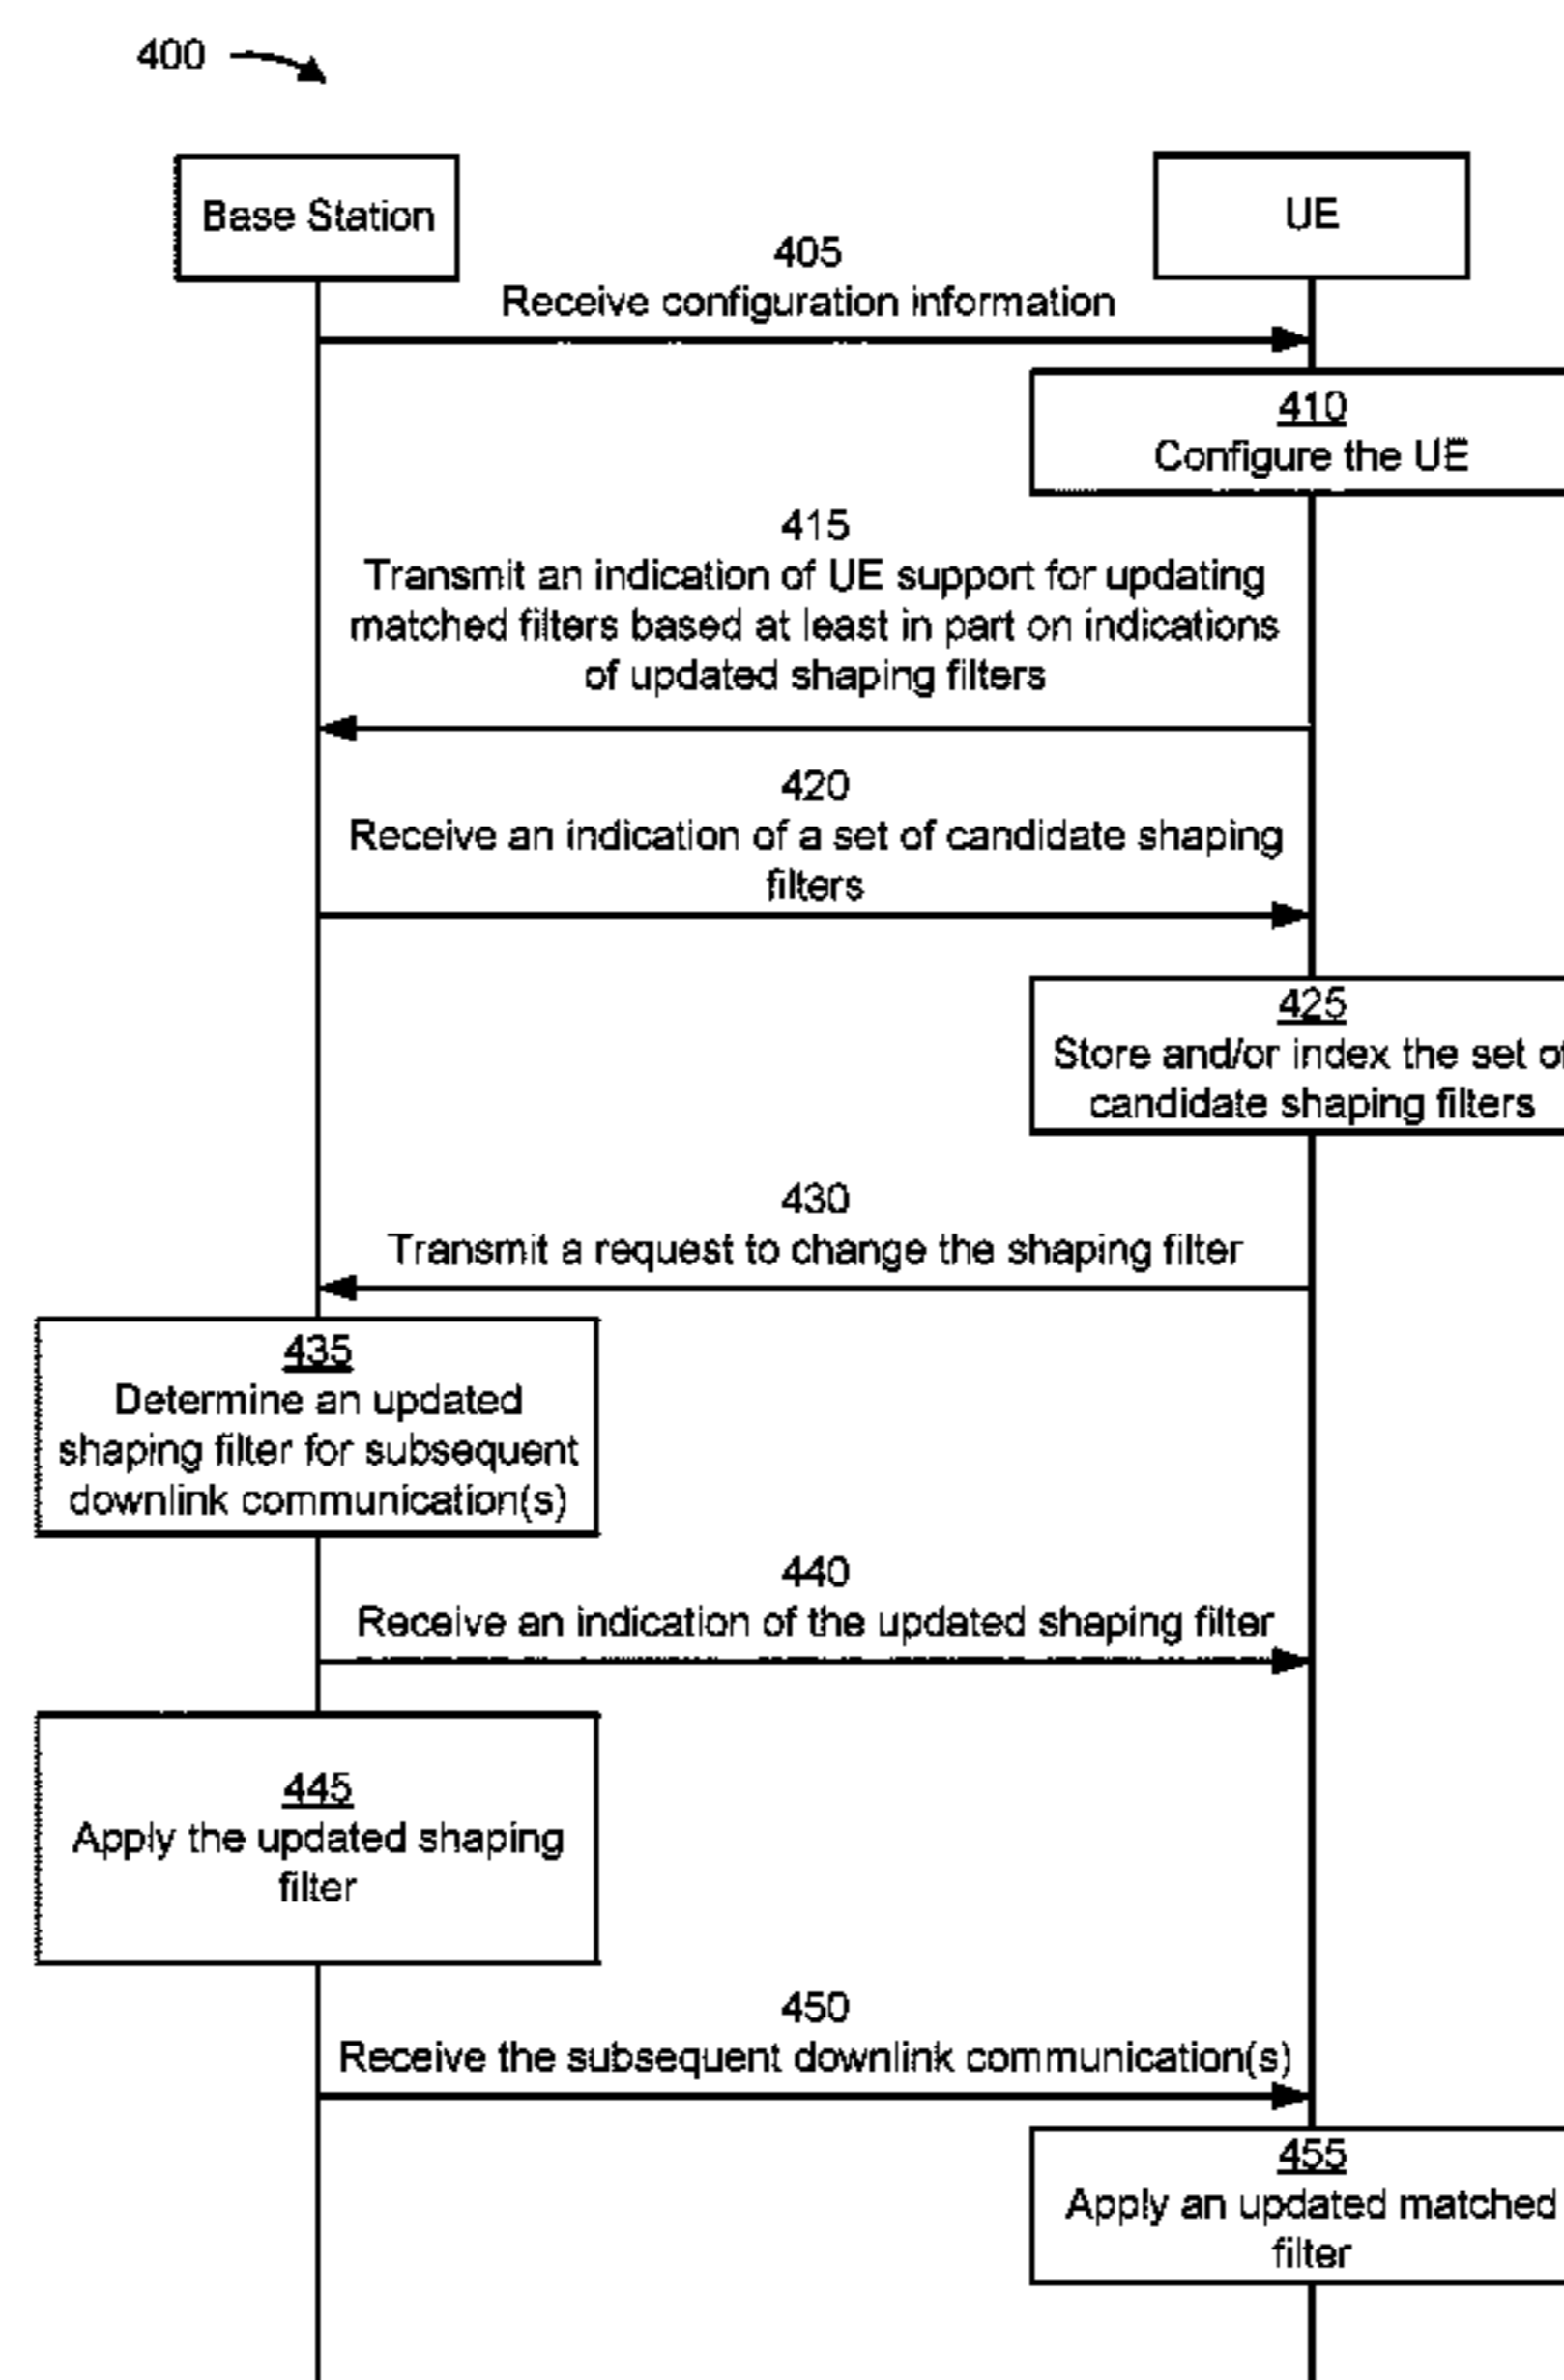 400
Base Station
UE
405
Receive configuration information
410
Configure the UE
415
Transmit an indication of UE support for updating
matched filters based at least in part on indications
of updated shaping filters
420
Receive an indication of a set of candidate shaping
filters
425
Store and/or index the set of
candidate shaping filters
430
Transmit a request to change the shaping filter
435
Determine an updated
shaping filter for subsequent
downlink communication(s)
440
Receive an indication of the updated shaping filter
445
Apply the updated shaping
filter
450
Receive the subsequent downlink communication(s)
455
Apply an updated matched
filter